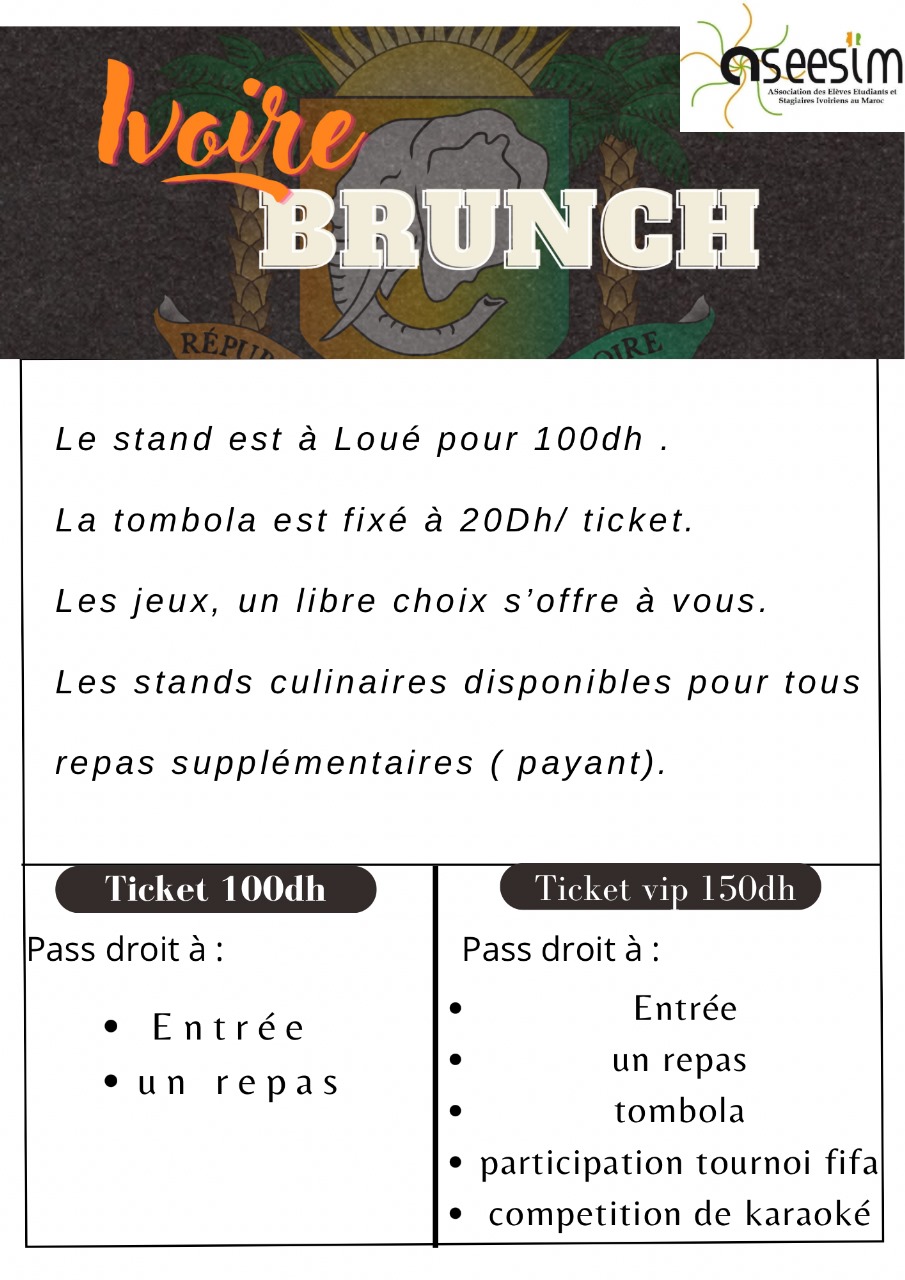 aseesim
ASsociation des Elèves Etudiants et
Stagiaires Ivoiriens au Maroc
Ivoire
BRUNCH
RÉPUB
OIRE
Le stand est à Loué pour 100dh .
La tombola est fixé à 20Dh/ ticket.
Les jeux, un libre choix s’offre à vous.
Les stands culinaires disponibles pour tous
repas supplémentaires ( payant).
Ticket 100dh
Pass droit à :
• Entrée
• un repas
Ticket vip 150dh
Pass droit à :
• Entrée
• un repas
• tombola
• participation tournoi fifa
• competition de karaoké